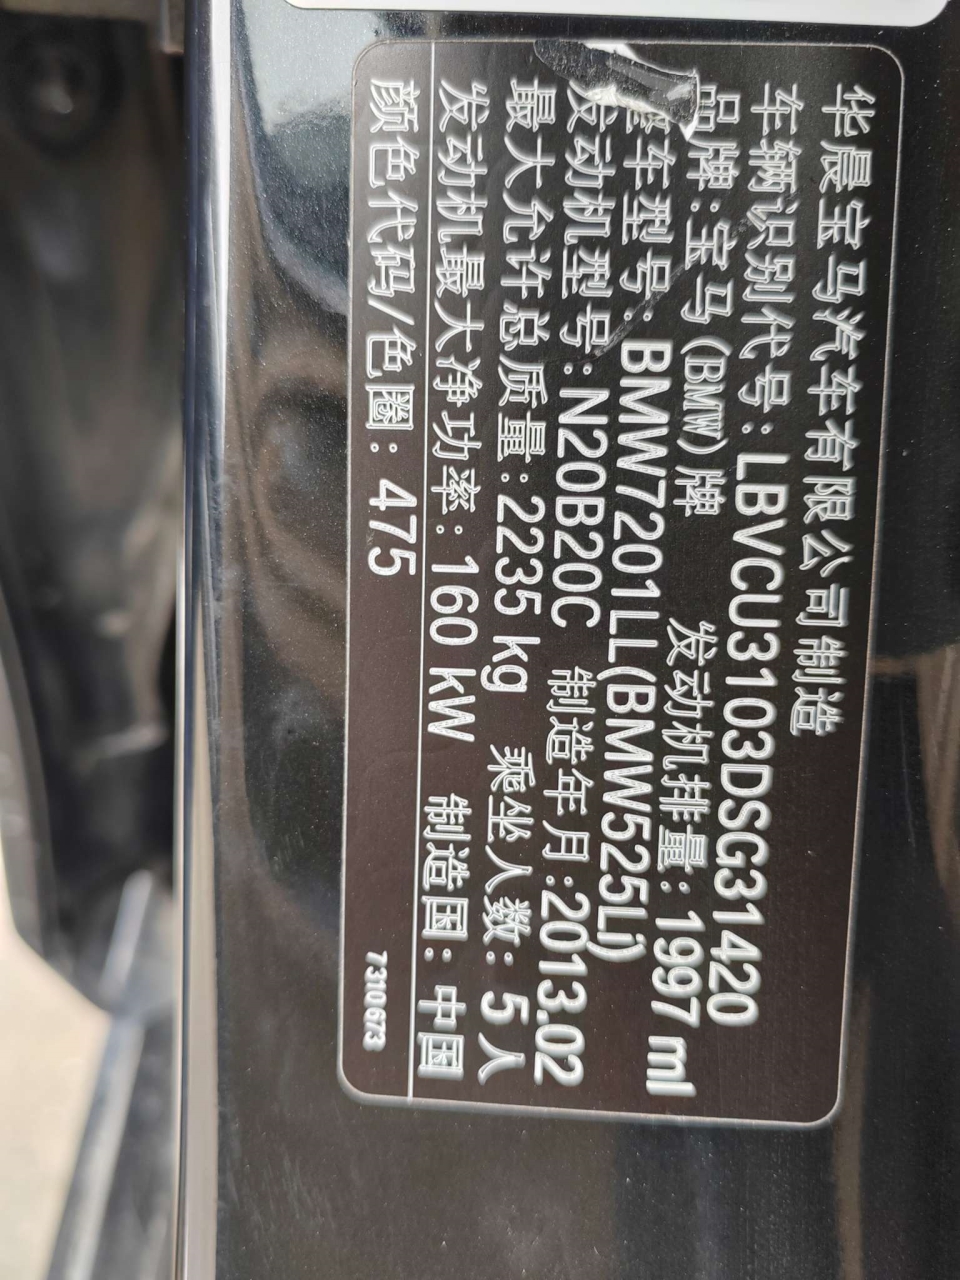 华晨宝马汽车有限公司制造
车辆识别代号:LBVCU3103DSG31420
品牌:宝马(BMW)牌 发动机排量:1997 ml
整车型号:BMW7201LL(BMW525Li)
发动机型号:N20B20C 制造年月:2013.02
最大允许总质量:2235 kg 乘坐人数:5人
发动机最大净功率:160 kW 制造国:中国
颜色代码/色圈:475
7310673